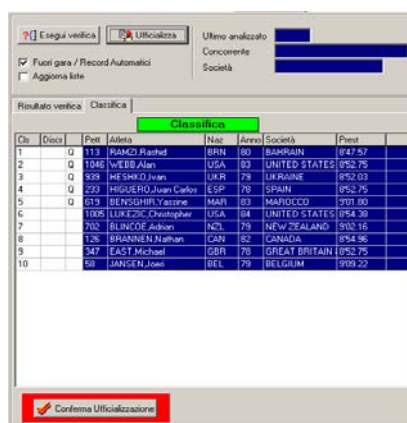 Esegui verifica Ufficializza Ultimo analizzato
Concorrente
Fuori gara / Record Automatici Società
Aggiorna liste
Risultato verifica Classifica
Classifica
Cls Discr Pett Atleta Naz Anno Società Prest
1 Q 113 RAMZI,Rashid BRN 80 BAHRAIN 8'47.57
2 Q 1046 WEBB,Alan USA 83 UNITED STATES 8'52.75
3 Q 939 HESHKO,Ivan UKR 79 UKRAINE 8'52.03
4 Q 233 HIGUERO,Juan Carlos ESP 78 SPAIN 8'52.75
5 Q 619 BENSGHIR,Yassine MAR 83 MAROCCO 9'01.80
6 1005 LUKEZIC,Christopher USA 84 UNITED STATES 8'54.38
7 702 BLINCOE,Adrian NZL 79 NEW ZEALAND 9'02.16
8 126 BRANNEN,Nathan CAN 82 CANADA 8'54.96
9 347 EAST,Michael GBR 78 GREAT BRITAIN 8'52.75
10 58 JANSEN,Joeri BEL 79 BELGIUM 9'09.22
Conferma Ufficializzazione